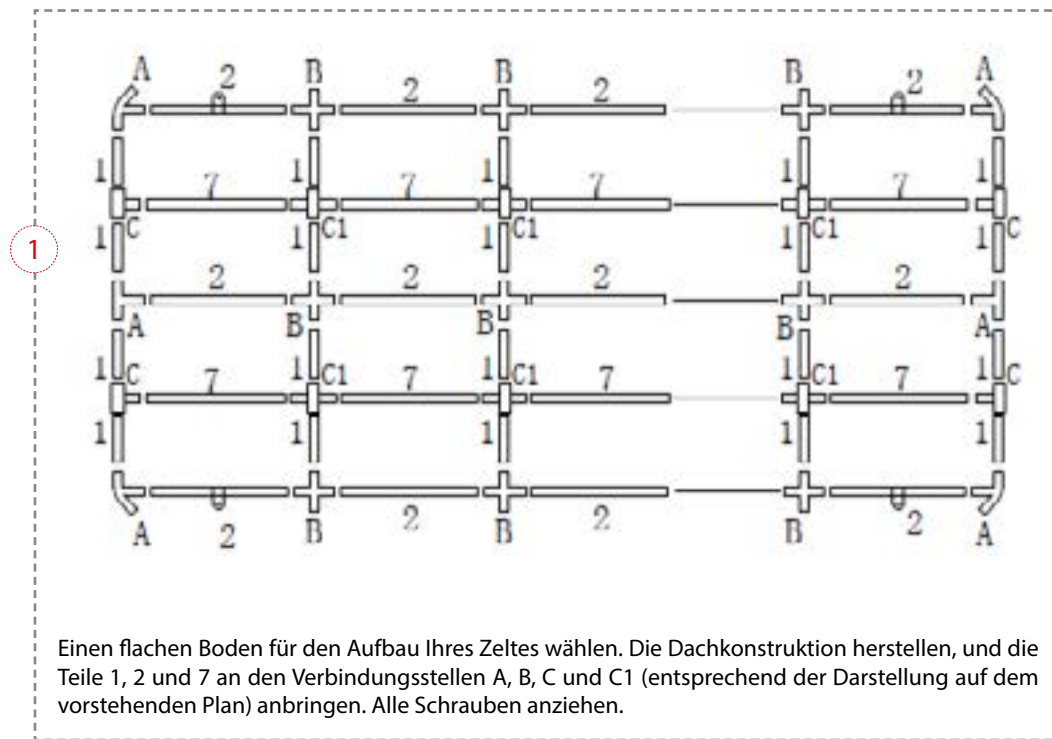 A 2 B B B 2 A
2 2
1 1 1 1 1
7 7 7 7
C C1 C1 C1 C
1 1 1 1 1
1
2 2 2 2
A B B B A
1 C 1 C1 1 C1 1 C1 1 C
7 7 7 7
1 1 1 1 1
2 2
A 2 B B B 2 A
Einen flachen Boden für den Aufbau Ihres Zeltes wählen. Die Dachkonstruktion herstellen, und die
Teile 1, 2 und 7 an den Verbindungsstellen A, B, C und C1 (entsprechend der Darstellung auf dem
vorstehenden Plan) anbringen. Alle Schrauben anziehen.